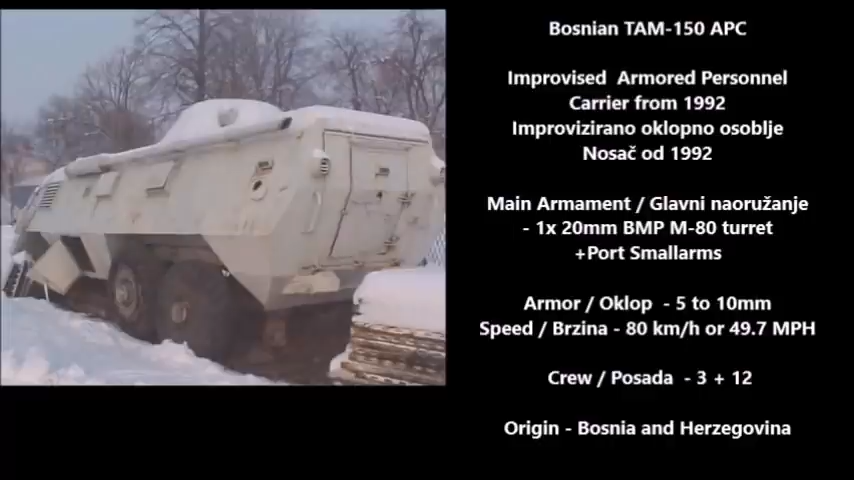 Bosnian TAM-150 APC
Improvised Armored Personnel
Carrier from 1992
Improvizirano oklopno osoblje
Nosač od 1992
Main Armament / Glavni naoružanje
- 1x 20mm BMP M-80 turret
+Port Smallarms
Armor / Oklop - 5 to 10mm
Speed / Brzina - 80 km/h or 49.7 MPH
Crew / Posada - 3 + 12
Origin - Bosnia and Herzegovina